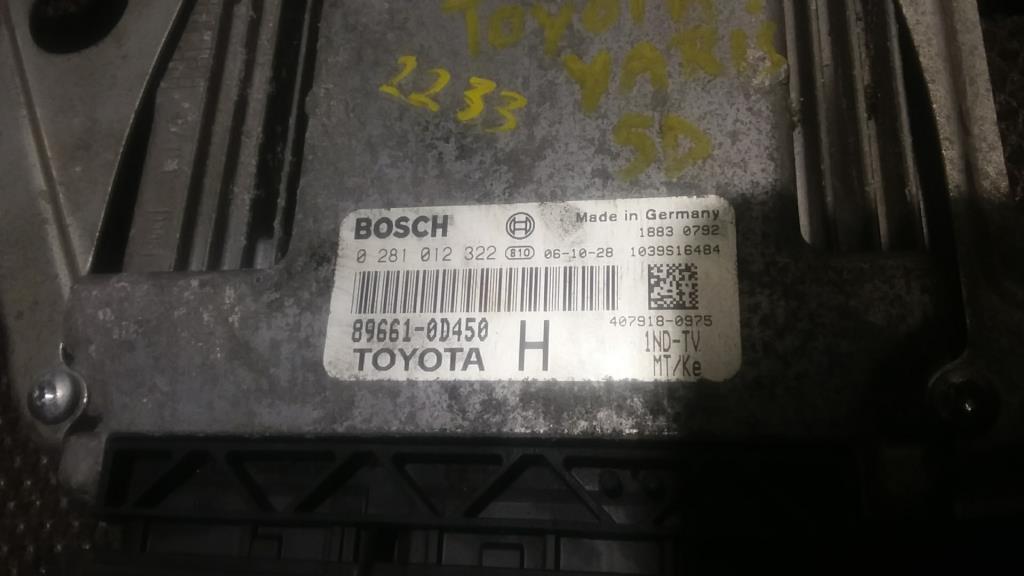 TOYOTA
YARIS
2233
SD
BOSCH
Made in Germany
1883 0792
0 281 012 322 810 06-10-28 1039S16484
407918-0975
89661-0D450
H
1ND-TV
TOYOTA
MT/Ke